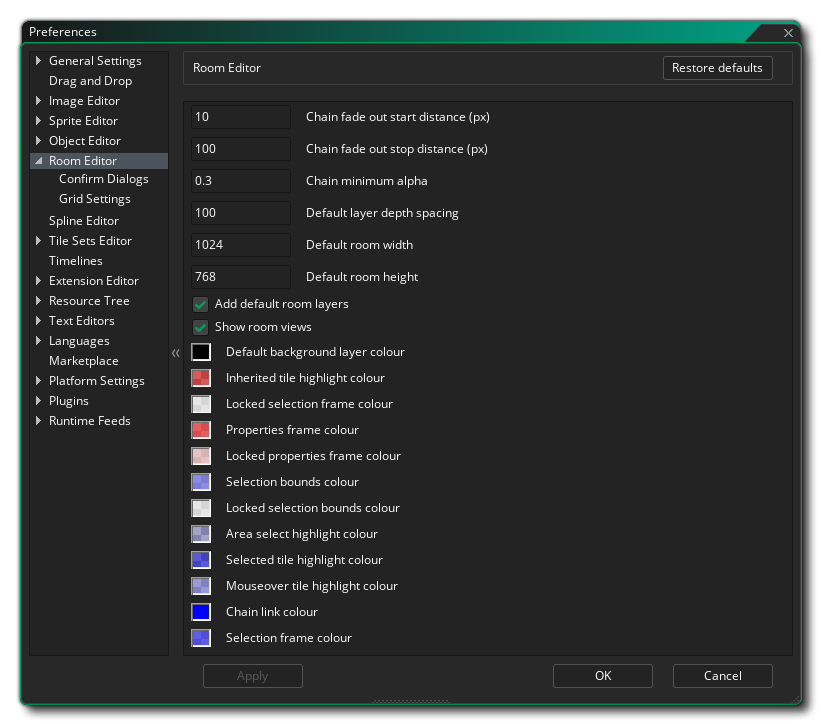 Preferences
General Settings
Drag and Drop
Image Editor
Sprite Editor
Object Editor
Room Editor
Confirm Dialogs
Grid Settings
Spline Editor
Tile Sets Editor
Timelines
Extension Editor
Resource Tree
Text Editors
Languages
Marketplace
Platform Settings
Plugins
Runtime Feeds
«
Room Editor
Restore defaults
10 Chain fade out start distance (px)
100 Chain fade out stop distance (px)
0.3 Chain minimum alpha
100 Default layer depth spacing
1024 Default room width
768 Default room height
Add default room layers
Show room views
Default background layer colour
Inherited tile highlight colour
Locked selection frame colour
Properties frame colour
Locked properties frame colour
Selection bounds colour
Locked selection bounds colour
Area select highlight colour
Selected tile highlight colour
Mouseover tile highlight colour
Chain link colour
Selection frame colour
Apply
OK
Cancel